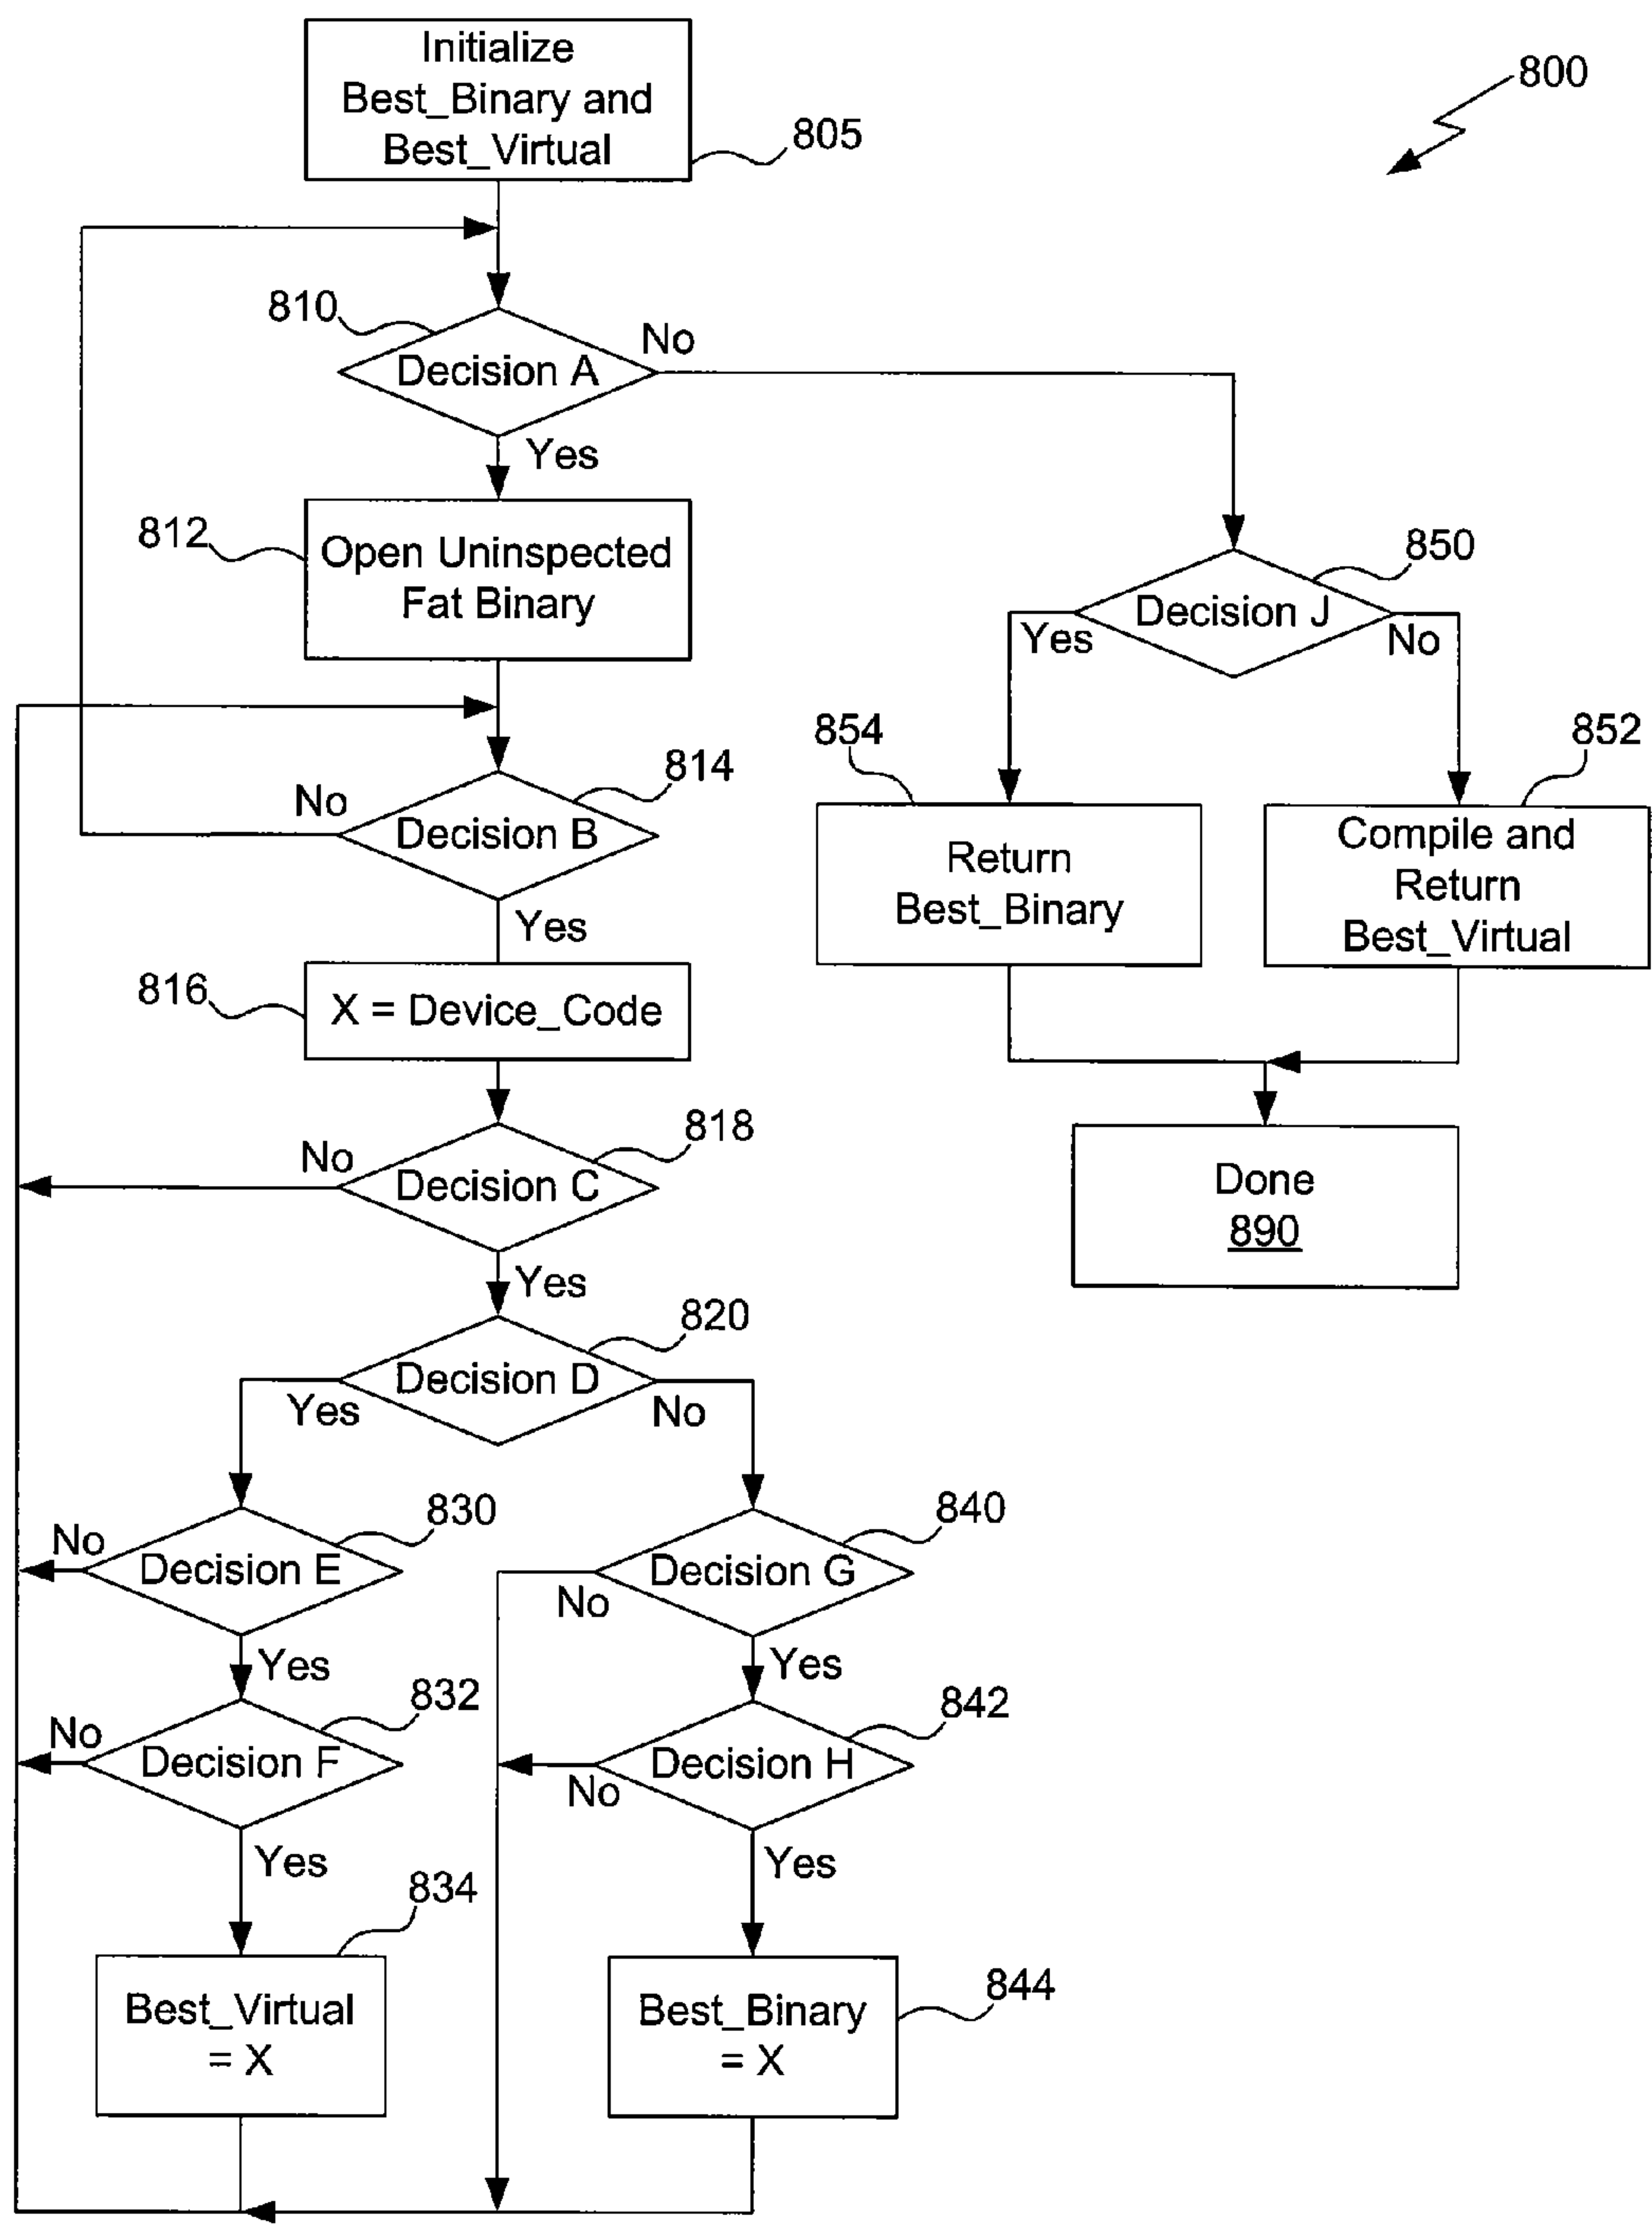 Initialize
Best_Binary and
Best_Virtual
805
800
810
Decision A
No
Yes
812
Open Uninspected
Fat Binary
850
Decision J
Yes
No
854
852
Return
Best_Binary
Compile and
Return
Best_Virtual
Done
890
814
No
Decision B
Yes
816
X = Device_Code
818
No
Decision C
Yes
820
Decision D
Yes
No
830
No
Decision E
Yes
840
Decision G
No
Yes
832
No
Decision F
Yes
842
Decision H
No
Yes
834
Best_Virtual
= X
844
Best_Binary
= X